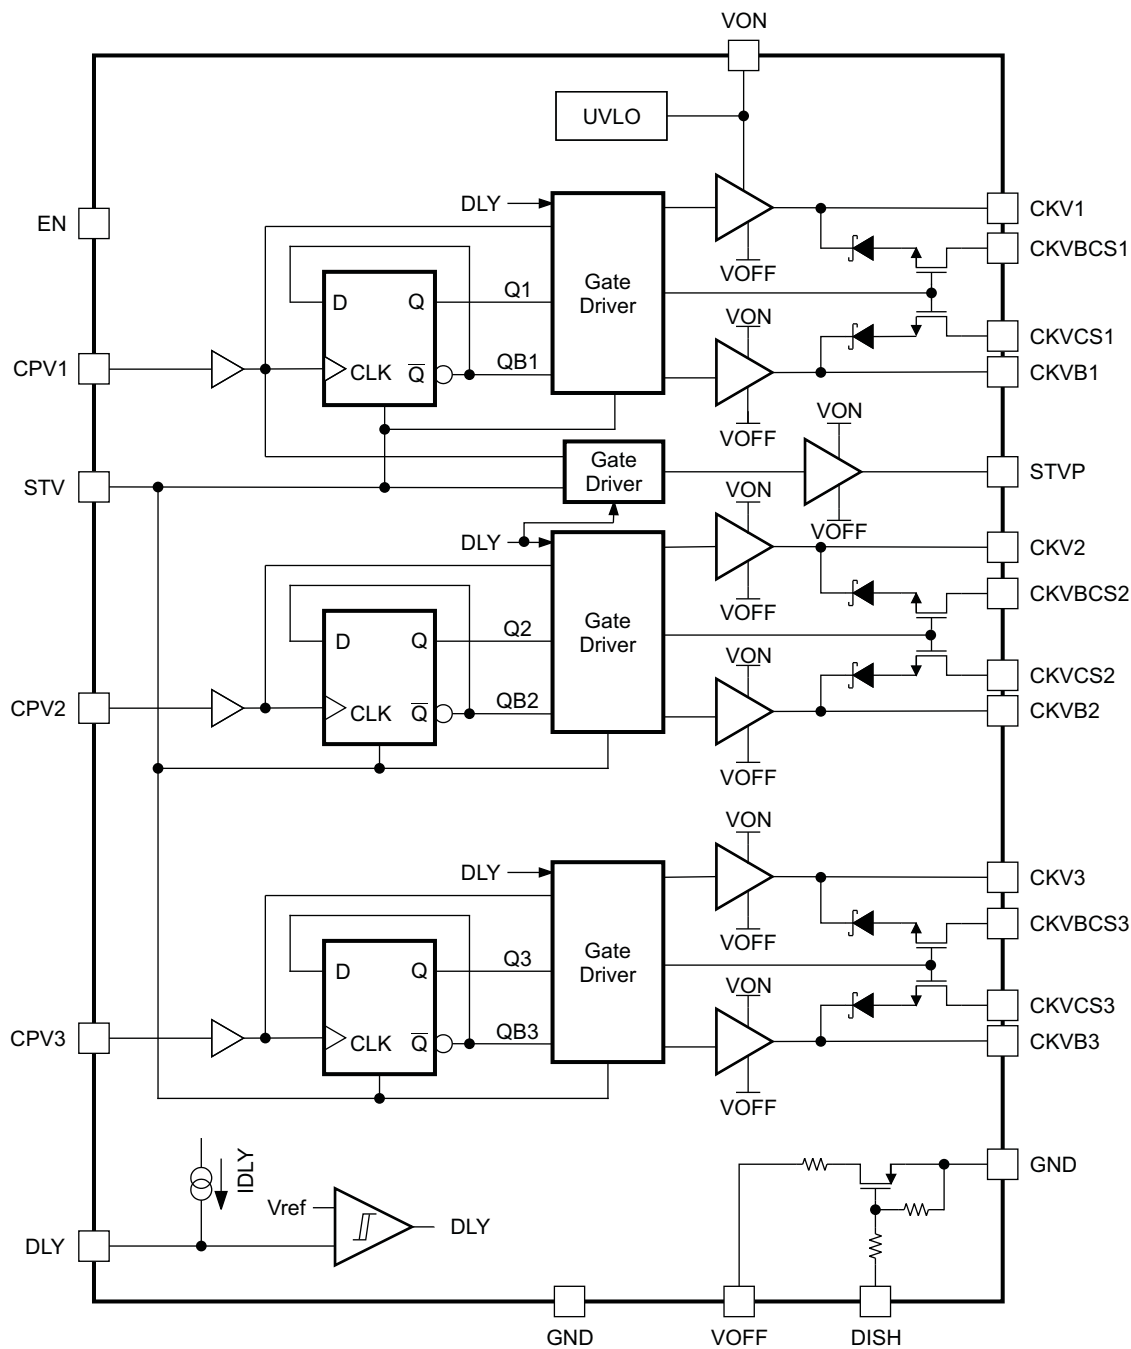 VON
UVLO
EN
DLY
CKV1
CKVBCS1
VOFF
Gate
Driver
D
Q
Q1
VON
CKVCS1
CPV1
CLK
Q̅
QB1
CKVB1
VOFF
VON
STV
Gate
Driver
STVP
VON
VOFF
DLY
CKV2
CKVBCS2
VOFF
Gate
Driver
D
Q
Q2
VON
CKVCS2
CPV2
CLK
Q̅
QB2
CKVB2
VOFF
VON
DLY
CKV3
CKVBCS3
VOFF
Gate
Driver
D
Q
Q3
VON
CKVCS3
CPV3
CLK
Q̅
QB3
CKVB3
VOFF
IDLY
GND
Vref
DLY
DLY
GND
VOFF
DISH